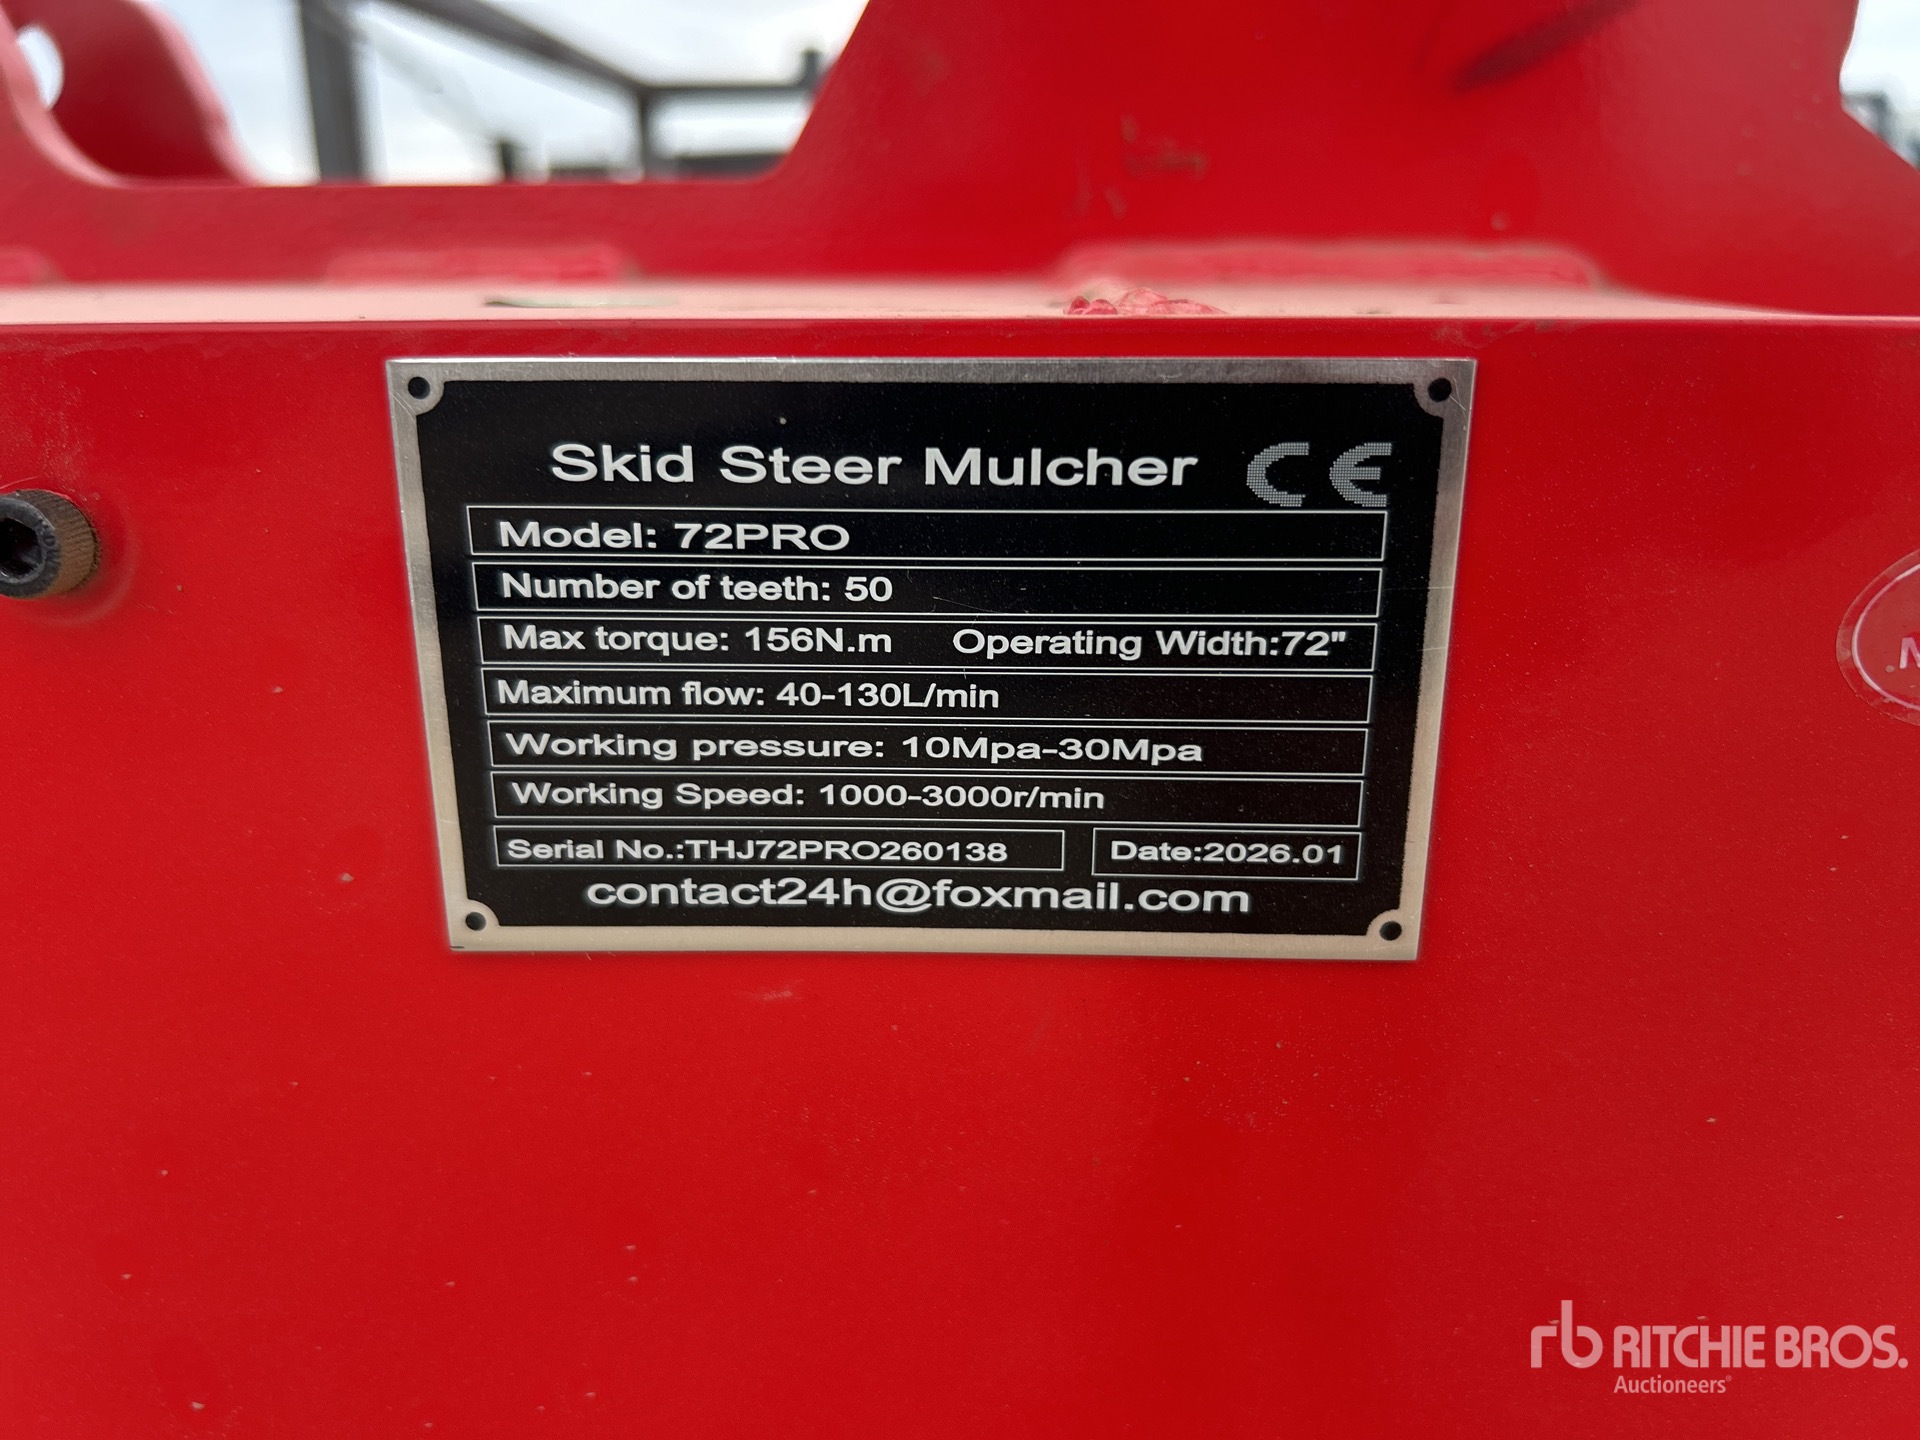 Skid Steer Mulcher CE
Model: 72PRO
Number of teeth: 50
Max torque: 156N.m Operating Width:72"
Maximum flow: 40-130L/min
Working pressure: 10Mpa-30Mpa
Working Speed: 1000-3000r/min
Serial No.:THJ72PRO260138 Date:2026.01
contact24h@foxmail.com
rb RITCHIE BROS.
Auctioneers